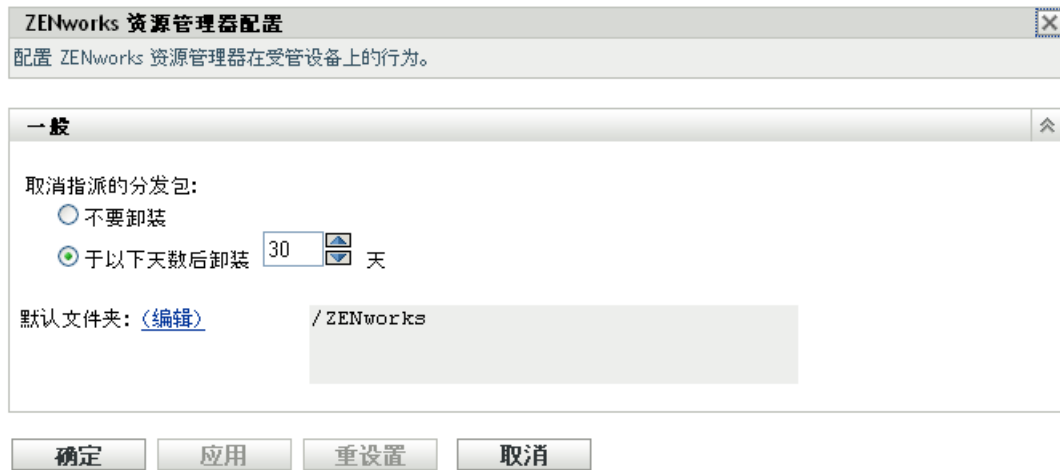 ZENworks 资源管理器配置
配置 ZENworks 资源管理器在受管设备上的行为。
一般
取消指派的分发包:
不要卸装
于以下天数后卸装 30 天
默认文件夹: (编辑) /ZENworks
确定 应用 重设置 取消